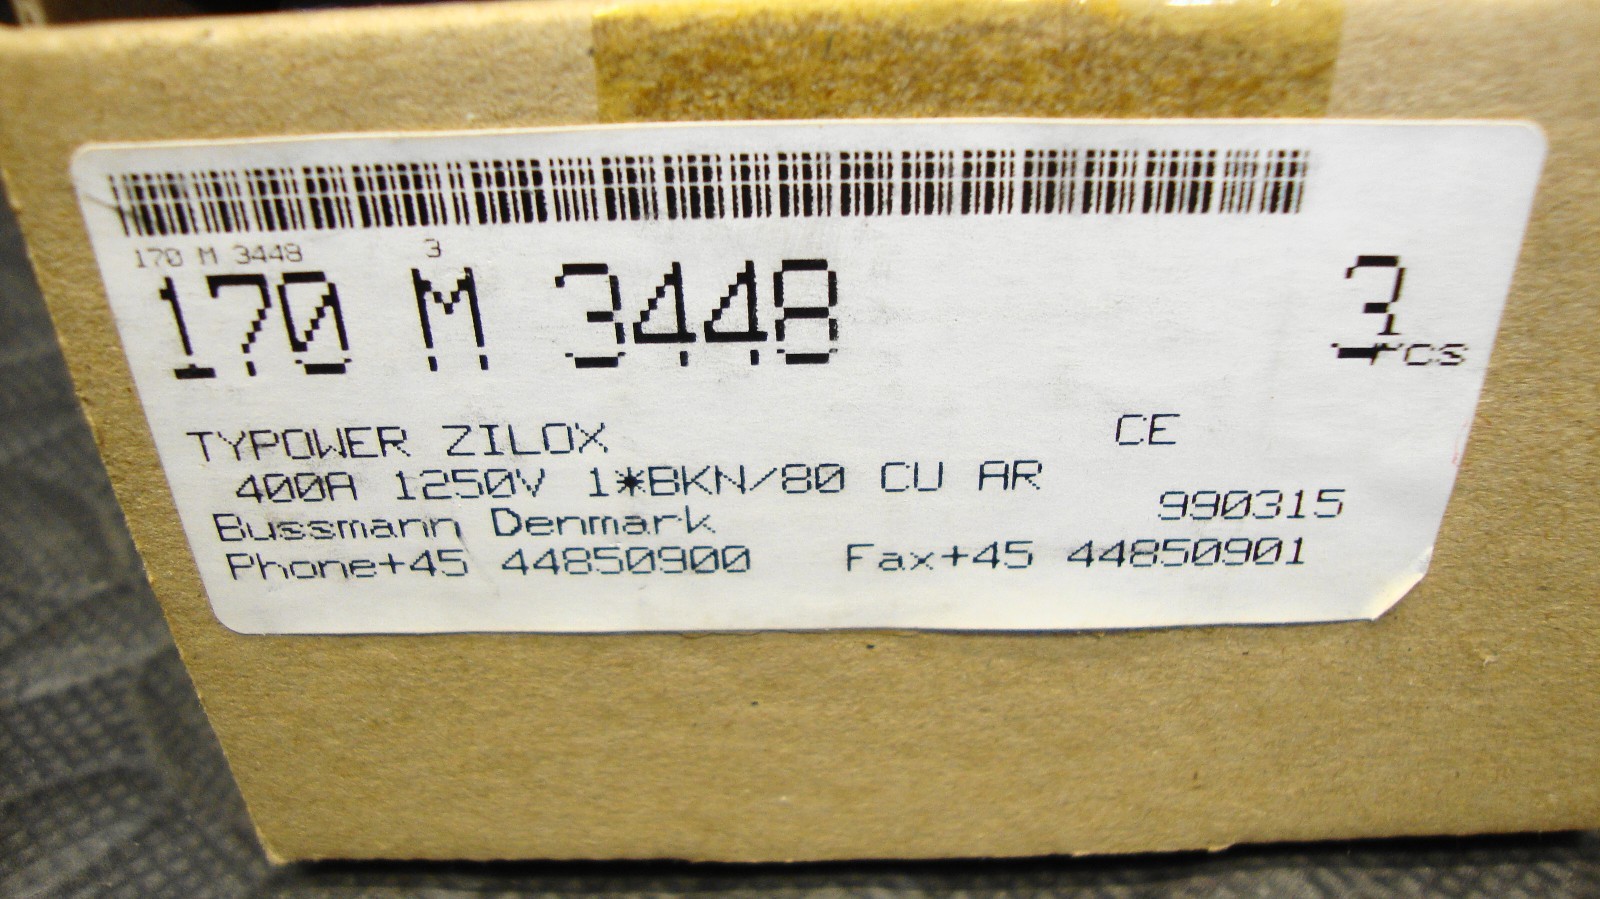 170 M 3448 3
170 M 3448 3
Pcs
TYPOWER ZILOX CE
400A 1250V 1*BKN/80 CU AR
990315
Bussmann Denmark
Phone+45 44850900 Fax+45 44850901